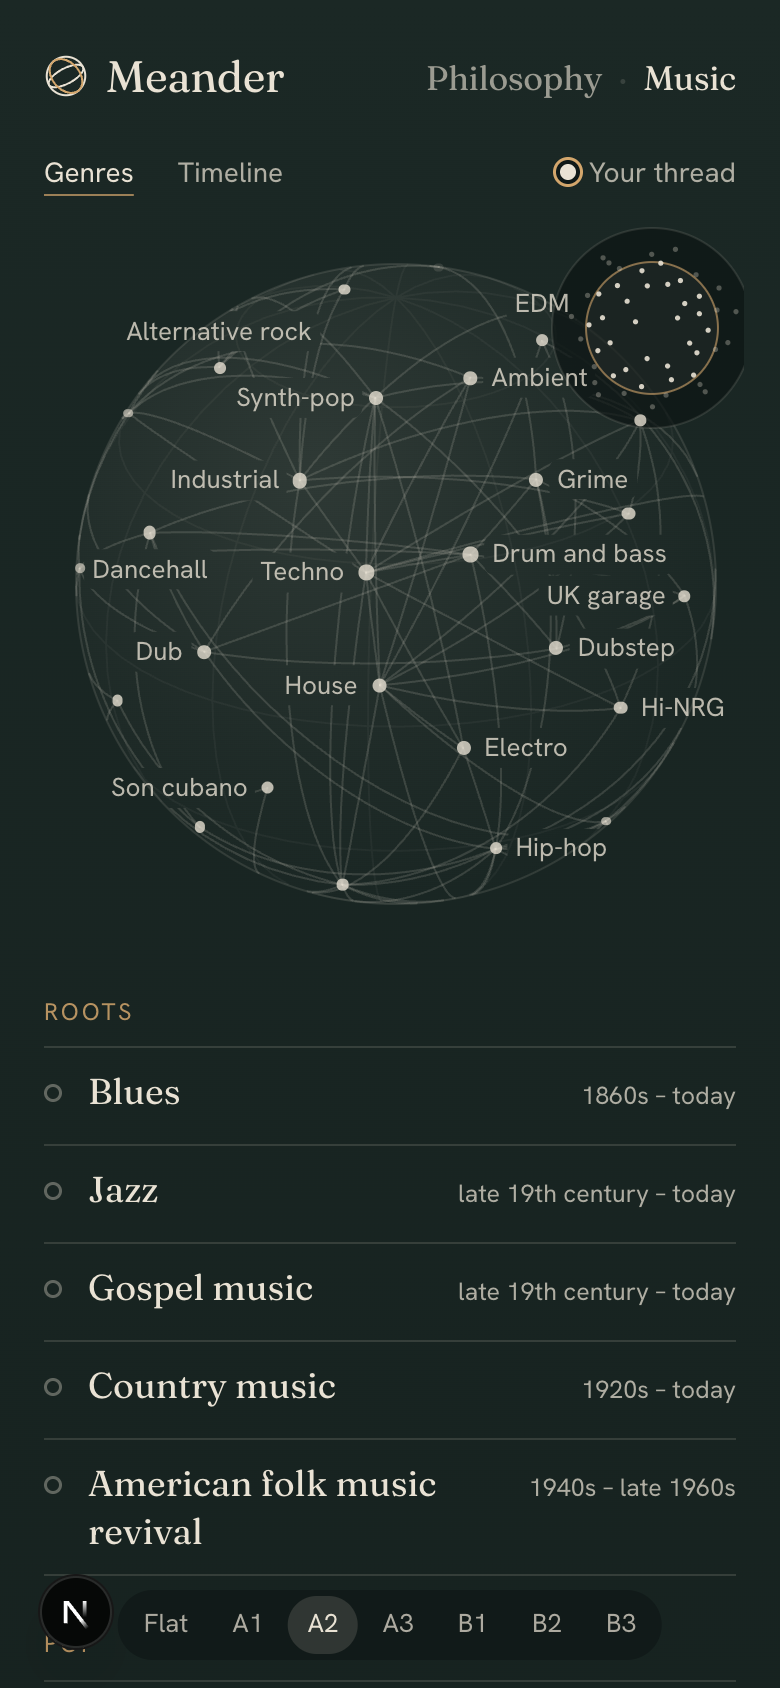 Meander
Philosophy · Music
Genres Timeline Your thread
EDM
Alternative rock
Ambient
Synth-pop
Industrial
Grime
Drum and bass
Dancehall
Techno
UK garage
Dub
Dubstep
House
Hi-NRG
Electro
Son cubano
Hip-hop
ROOTS
Blues 1860s – today
Jazz late 19th century – today
Gospel music late 19th century – today
Country music 1920s – today
American folk music 1940s – late 1960s
revival
N
Flat A1 A2 A3 B1 B2 B3